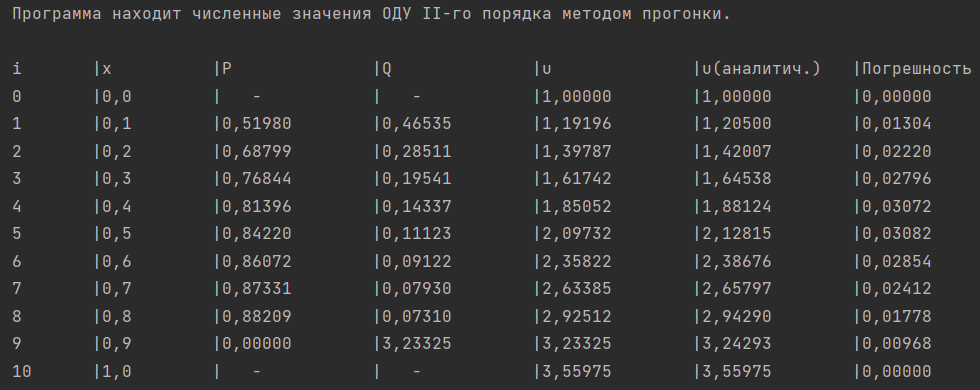 Программа находит численные значения ОДУ II-го порядка методом прогонки.
i |x |P |Q |u |u(аналитич.) |Погрешность
0 |0,0 | - | - |1,00000 |1,00000 |0,00000
1 |0,1 |0,51980 |0,46535 |1,19196 |1,20500 |0,01304
2 |0,2 |0,68799 |0,28511 |1,39787 |1,42007 |0,02220
3 |0,3 |0,76844 |0,19541 |1,61742 |1,64538 |0,02796
4 |0,4 |0,81396 |0,14337 |1,85052 |1,88124 |0,03072
5 |0,5 |0,84220 |0,11123 |2,09732 |2,12815 |0,03082
6 |0,6 |0,86072 |0,09122 |2,35822 |2,38676 |0,02854
7 |0,7 |0,87331 |0,07930 |2,63385 |2,65797 |0,02412
8 |0,8 |0,88209 |0,07310 |2,92512 |2,94290 |0,01778
9 |0,9 |0,00000 |3,23325 |3,23325 |3,24293 |0,00968
10 |1,0 | - | - |3,55975 |3,55975 |0,00000